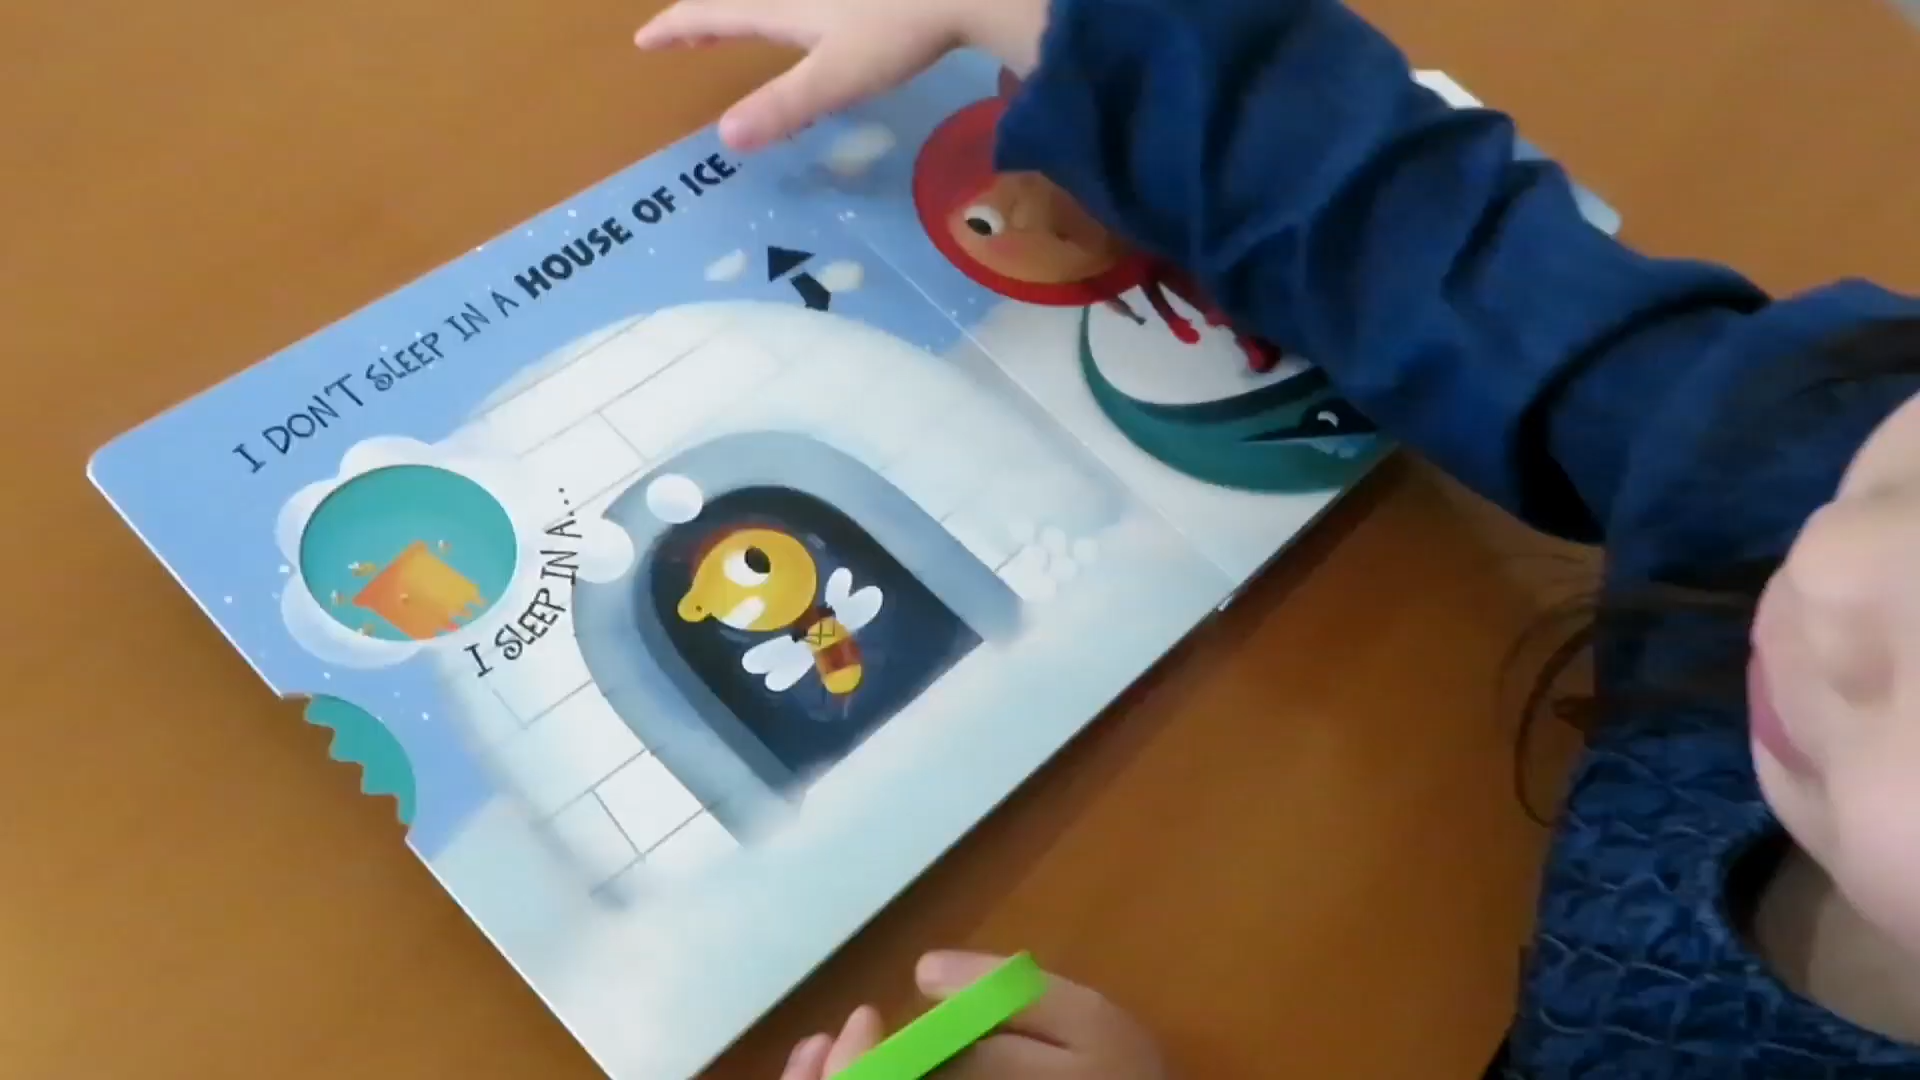 I DON'T SLEEP IN A HOUSE OF ICE.
I SLEEP IN A...